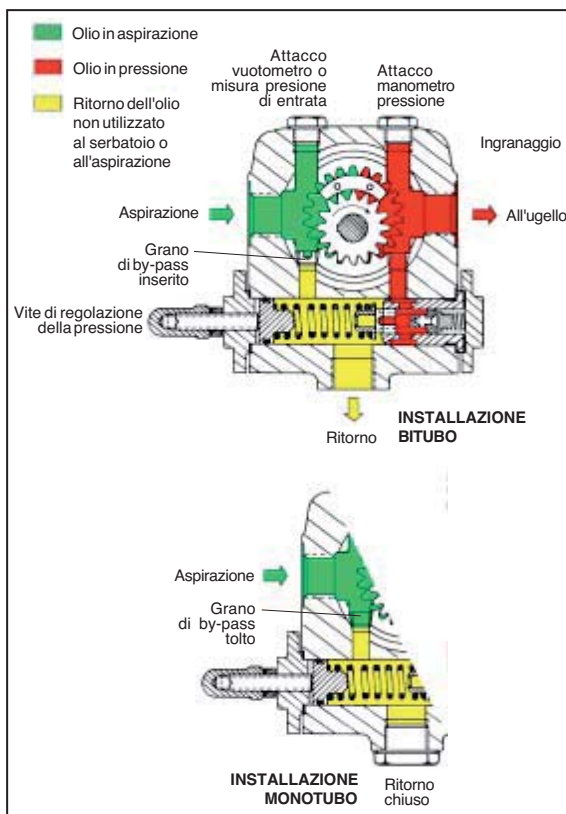 Olio in aspirazione
Olio in pressione
Ritorno dell'olio
non utilizzato
al serbatoio o
all'aspirazione
Attacco
vuotometro o
misura presione
di entrata
Attacco
manometro
pressione
Ingranaggio
Aspirazione
All'ugello
Grano
di by-pass
inserito
Vite di regolazione
della pressione
Ritorno
INSTALLAZIONE
BITUBO
Aspirazione
Grano
di by-pass
tolto
INSTALLAZIONE
MONOTUBO
Ritorno
chiuso